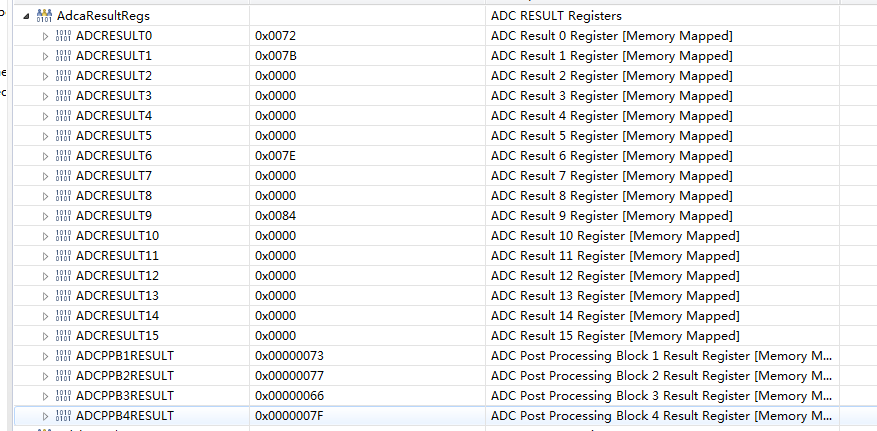 AdcaResultRegs ADC RESULT Registers
ADCRESULT0 0x0072 ADC Result 0 Register [Memory Mapped]
ADCRESULT1 0x007B ADC Result 1 Register [Memory Mapped]
ADCRESULT2 0x0000 ADC Result 2 Register [Memory Mapped]
ADCRESULT3 0x0000 ADC Result 3 Register [Memory Mapped]
ADCRESULT4 0x0000 ADC Result 4 Register [Memory Mapped]
ADCRESULT5 0x0000 ADC Result 5 Register [Memory Mapped]
ADCRESULT6 0x007E ADC Result 6 Register [Memory Mapped]
ADCRESULT7 0x0000 ADC Result 7 Register [Memory Mapped]
ADCRESULT8 0x0000 ADC Result 8 Register [Memory Mapped]
ADCRESULT9 0x0084 ADC Result 9 Register [Memory Mapped]
ADCRESULT10 0x0000 ADC Result 10 Register [Memory Mapped]
ADCRESULT11 0x0000 ADC Result 11 Register [Memory Mapped]
ADCRESULT12 0x0000 ADC Result 12 Register [Memory Mapped]
ADCRESULT13 0x0000 ADC Result 13 Register [Memory Mapped]
ADCRESULT14 0x0000 ADC Result 14 Register [Memory Mapped]
ADCRESULT15 0x0000 ADC Result 15 Register [Memory Mapped]
ADCPPB1RESULT 0x00000073 ADC Post Processing Block 1 Result Register [Memory M...
ADCPPB2RESULT 0x00000077 ADC Post Processing Block 2 Result Register [Memory M...
ADCPPB3RESULT 0x00000066 ADC Post Processing Block 3 Result Register [Memory M...
ADCPPB4RESULT 0x0000007F ADC Post Processing Block 4 Result Register [Memory M...